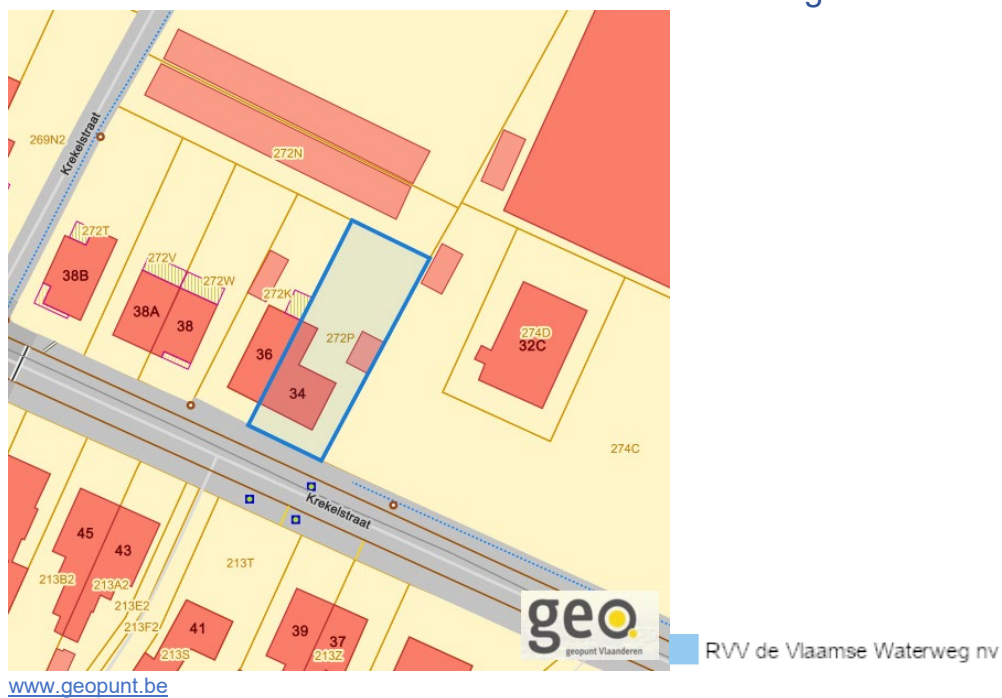 g
269N2
Krekelstraat
272N
272T
38B
272V
272W
38A
38
272K
36
34
272P
274D
32C
274C
Krekelstraat
45
43
213B2
213A2
213E2
213F2
213T
41
213S
39
37
213Z
geo
geopunt Vlaanderen
RVV de Vlaamse Waterweg nv
www.geopunt.be